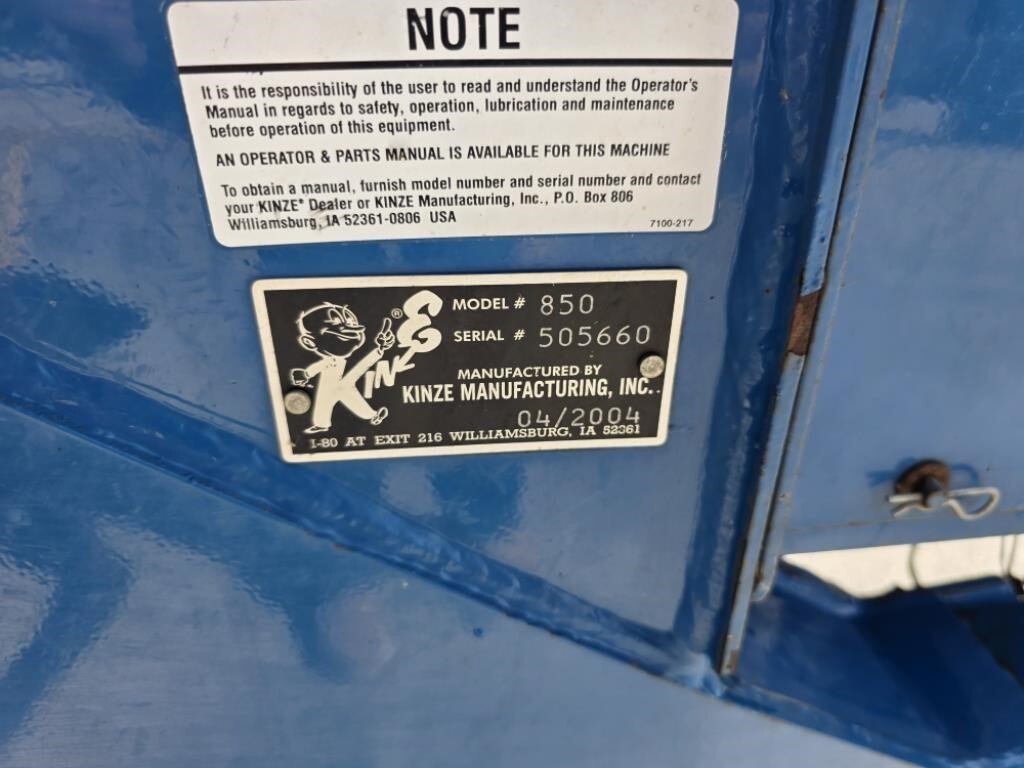 NOTE
It is the responsibility of the user to read and understand the Operator's
Manual in regards to safety, operation, lubrication and maintenance
before operation of this equipment.
AN OPERATOR & PARTS MANUAL IS AVAILABLE FOR THIS MACHINE
To obtain a manual, furnish model number and serial number and contact
your KINZE® Dealer or KINZE Manufacturing, Inc., P.O. Box 806
Williamsburg, IA 52361-0806 USA
7100-217
KINZE ®
MODEL # 850
SERIAL # 505660
MANUFACTURED BY
KINZE MANUFACTURING, INC.
04/2004
I-80 AT EXIT 216 WILLIAMSBURG, IA 52361